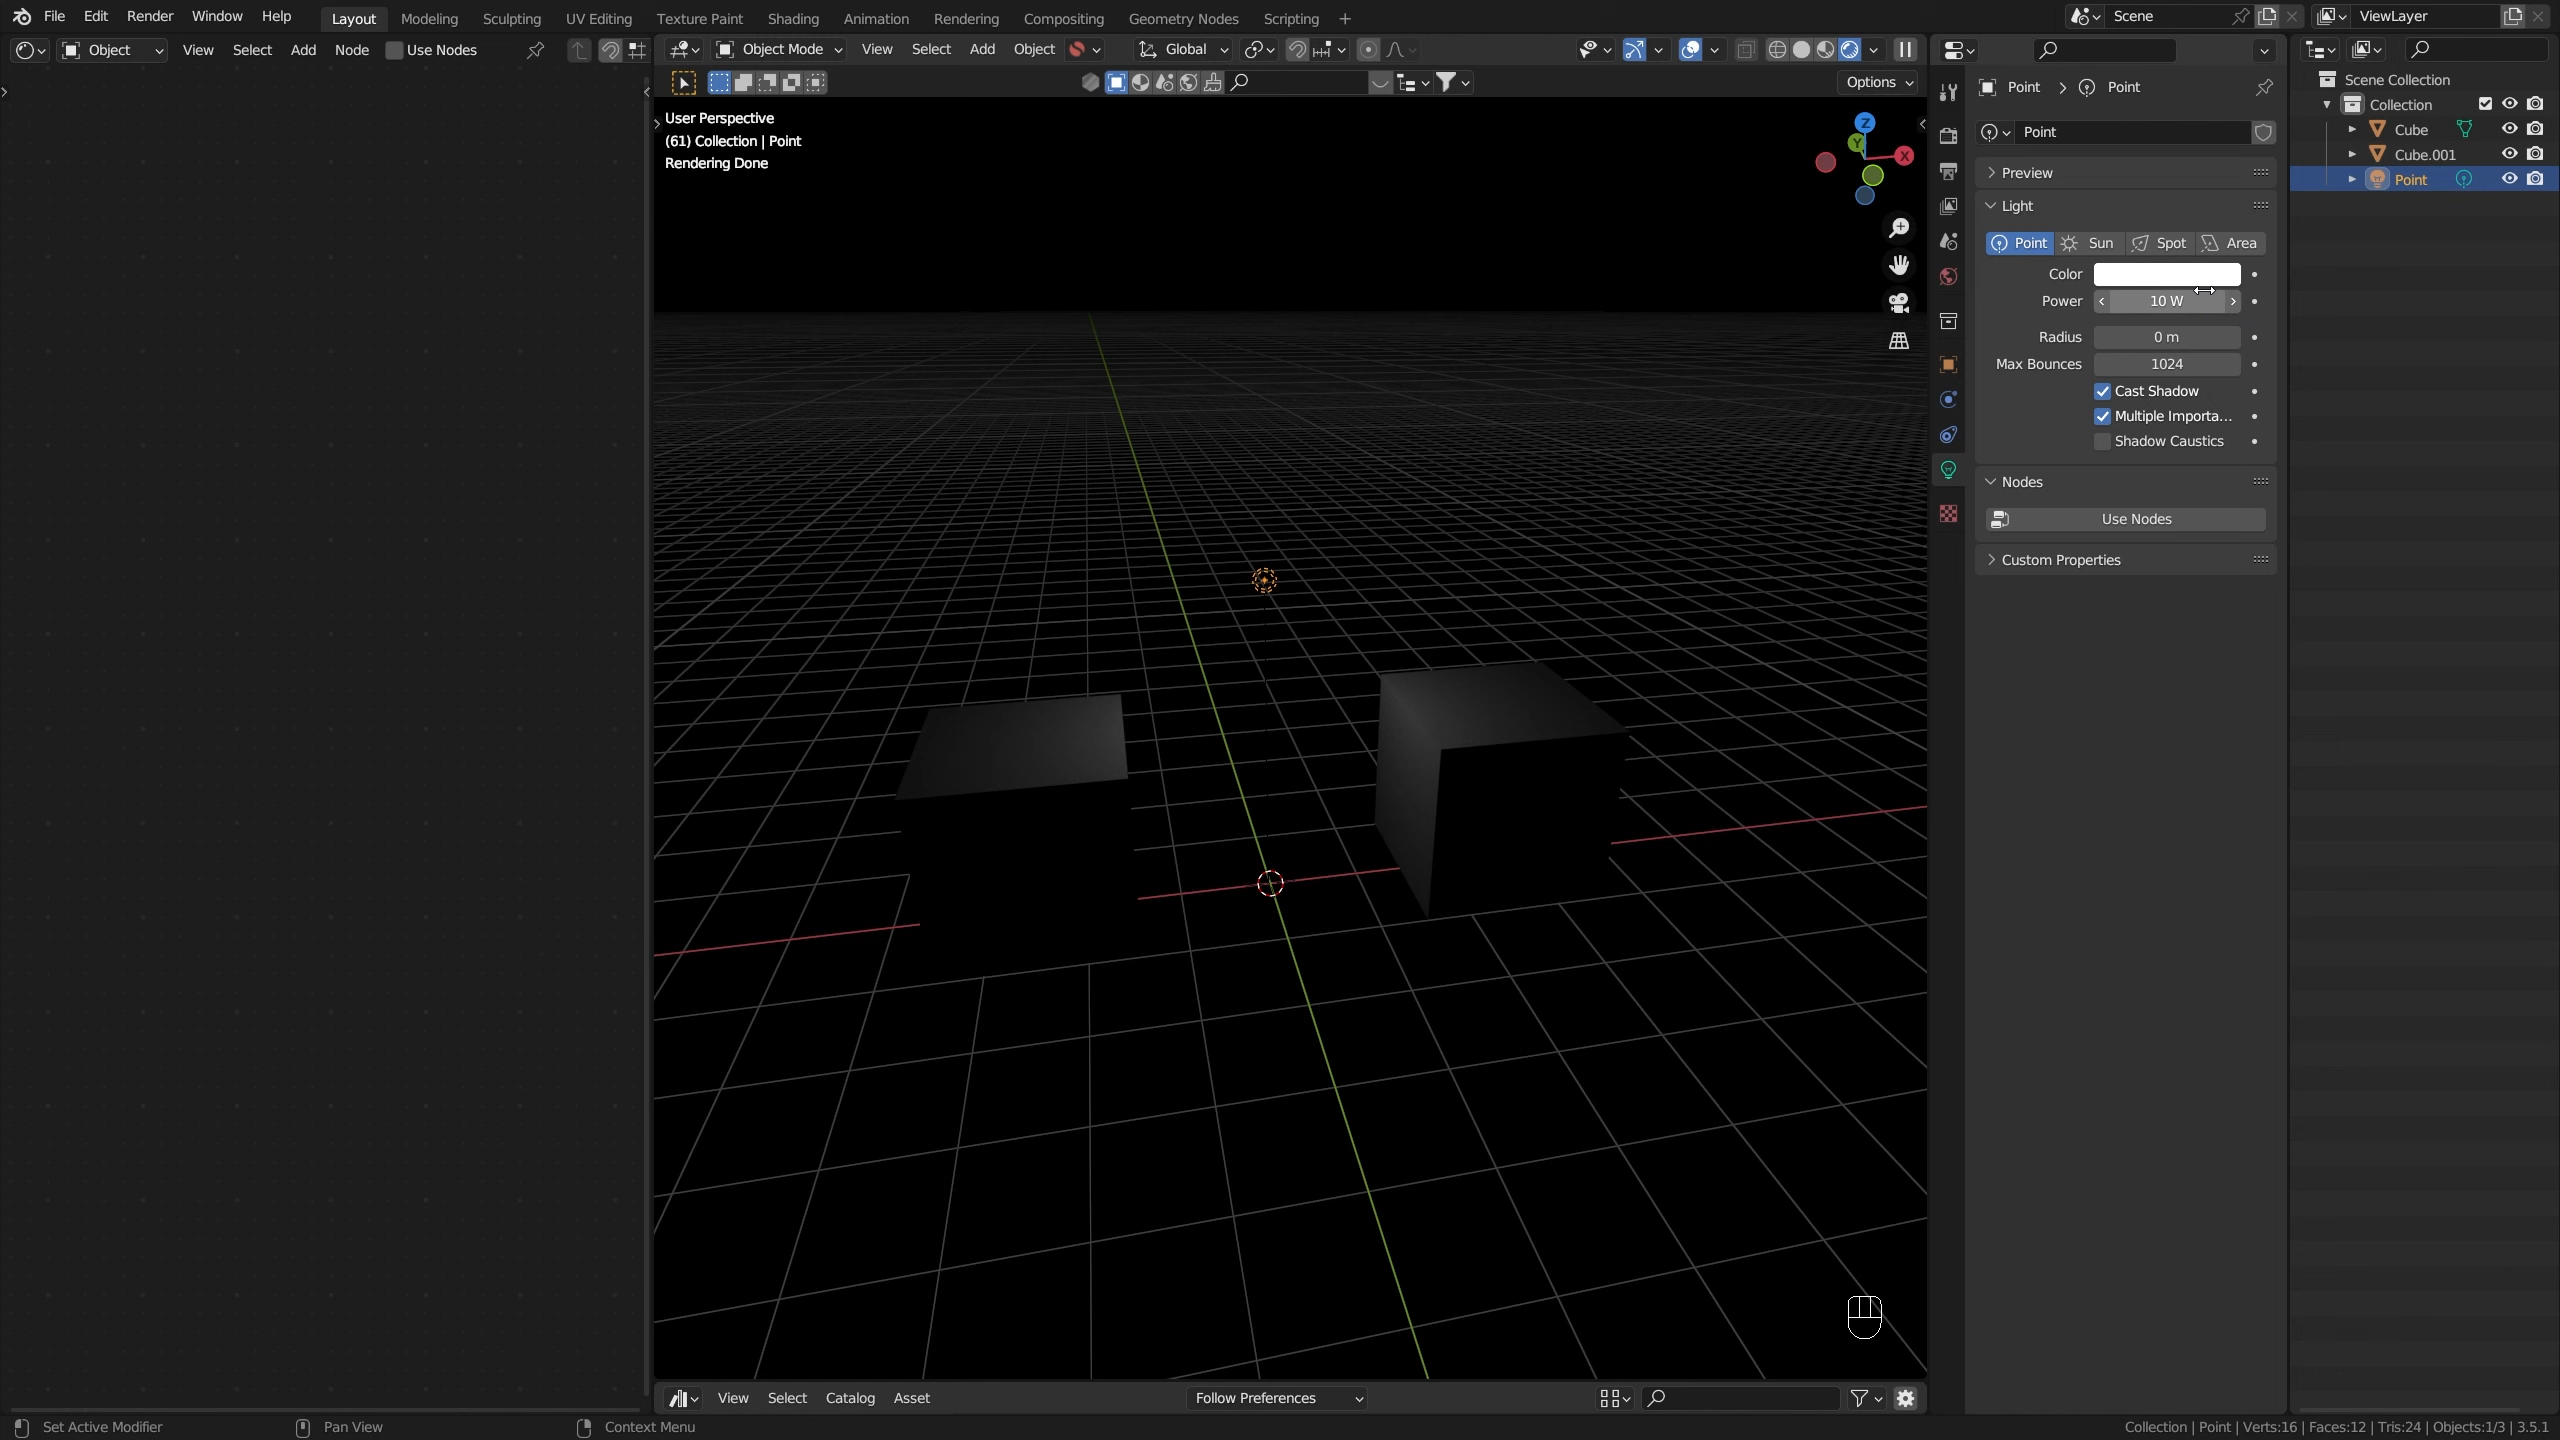 File Edit Render Window Help Layout Modeling Sculpting UV Editing Texture Paint Shading Animation Rendering Compositing Geometry Nodes Scripting + Scene ViewLayer
Object View Select Add Node Use Nodes Object Mode View Select Add Object Global
Options
User Perspective
(61) Collection | Point
Rendering Done
Z
Y
X
Point > Point
Point
Preview
Light
Point Sun Spot Area
Color
Power 10 W
Radius 0 m
Max Bounces 1024
Cast Shadow
Multiple Importa...
Shadow Caustics
Nodes
Use Nodes
Custom Properties
Scene Collection
Collection
Cube
Cube.001
Point
View Select Catalog Asset Follow Preferences
Set Active Modifier Pan View Context Menu Collection | Point | Verts:16 | Faces:12 | Tris:24 | Objects:1/3 | 3.5.1